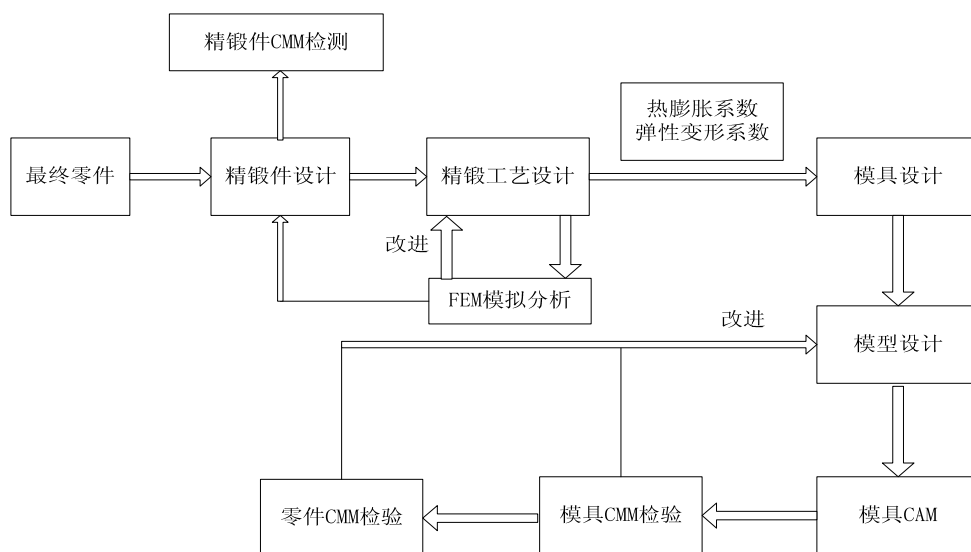 精锻件CMM检测
热膨胀系数
弹性变形系数
最终零件
精锻件设计
精锻工艺设计
模具设计
改进
FEM模拟分析
改进
模型设计
零件CMM检验
模具CMM检验
模具CAM